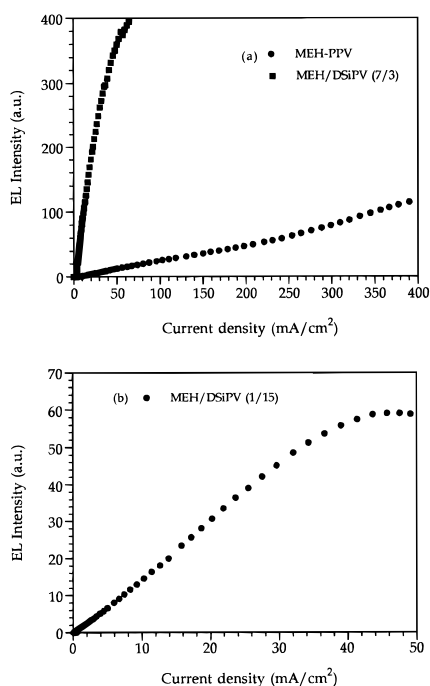 400
300
200
100
0
EL Intensity (a.u.)
(a) ● MEH-PPV
■ MEH/DSiPV (7/3)
0 50 100 150 200 250 300 350 400
Current density (mA/cm²)
70
60
50
40
30
20
10
0
EL Intensity (a.u.)
(b) ● MEH/DSiPV (1/15)
0 10 20 30 40 50
Current density (mA/cm²)